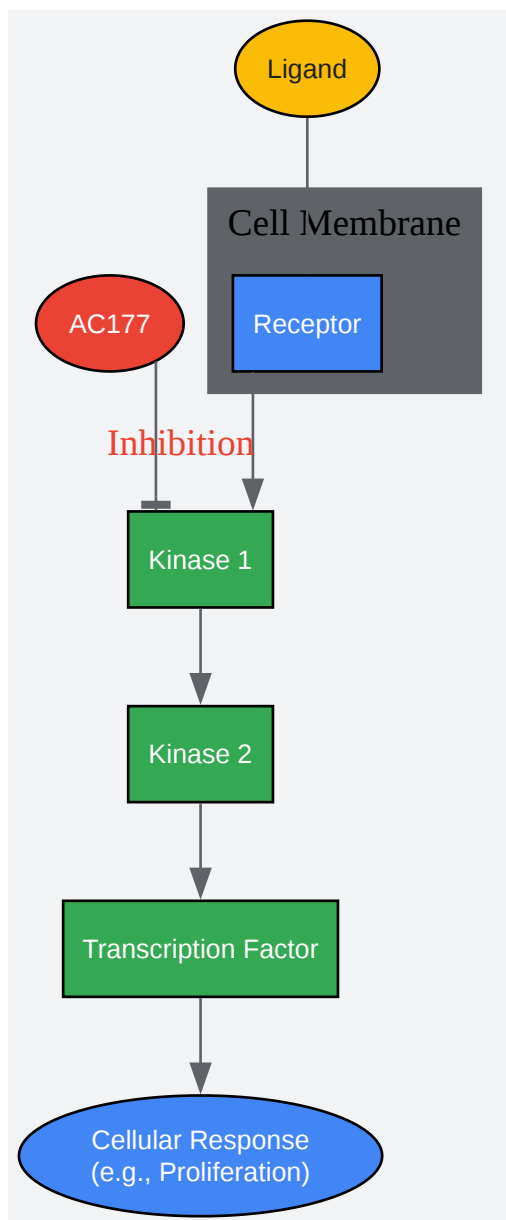 Ligand
Cell Membrane
AC177
Receptor
Inhibition
Kinase 1
Kinase 2
Transcription Factor
Cellular Response
(e.g., Proliferation)